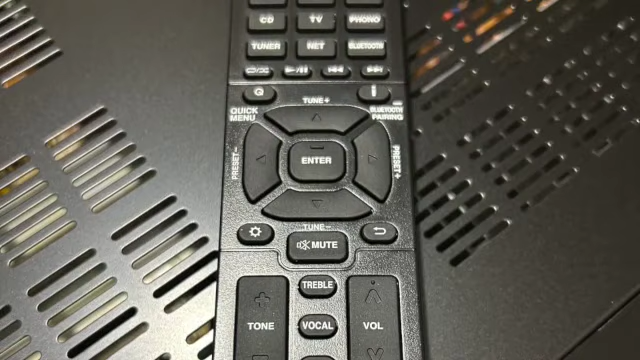 CD TV PHONO
TUNER NET BLUETOOTH
Q i
QUICK MENU
TUNE+
BLUETOOTH PAIRING
PRESET-
ENTER
PRESET+
TUNE-
MUTE
TREBLE
TONE VOCAL VOL